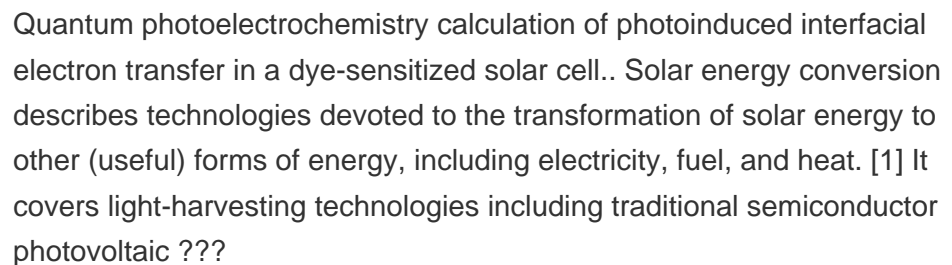 Quantum photoelectrochemistry calculation of photoinduced interfacial
electron transfer in a dye-sensitized solar cell.. Solar energy conversion
describes technologies devoted to the transformation of solar energy to
other (useful) forms of energy, including electricity, fuel, and heat. [1] It
covers light-harvesting technologies including traditional semiconductor
photovoltaic ???